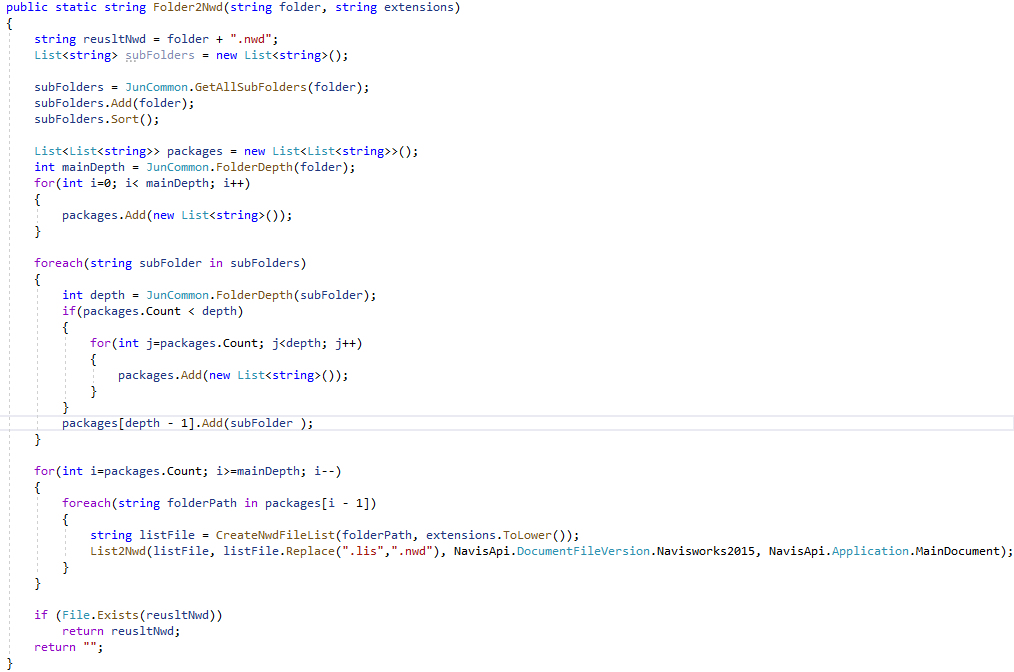 public static string Folder2Nwd(string folder, string extensions)
{
    string reusltNwd = folder + ".nwd";
    List<string> subFolders = new List<string>();

    subFolders = JunCommon.GetAllSubFolders(folder);
    subFolders.Add(folder);
    subFolders.Sort();

    List<List<string>> packages = new List<List<string>>();
    int mainDepth = JunCommon.FolderDepth(folder);
    for(int i=0; i< mainDepth; i++)
    {
        packages.Add(new List<string>());
    }

    foreach(string subFolder in subFolders)
    {
        int depth = JunCommon.FolderDepth(subFolder);
        if(packages.Count < depth)
        {
            for(int j=packages.Count; j<depth; j++)
            {
                packages.Add(new List<string>());
            }
        }
        packages[depth - 1].Add(subFolder );
    }

    for(int i=packages.Count; i>=mainDepth; i--)
    {
        foreach(string folderPath in packages[i - 1])
        {
            string listFile = CreateNwdFileList(folderPath, extensions.ToLower());
            List2Nwd(listFile, listFile.Replace(".lis",".nwd"), NavisApi.DocumentFileVersion.Navisworks2015, NavisApi.Application.MainDocument);
        }
    }

    if (File.Exists(reusltNwd))
        return reusltNwd;
    return "";
}